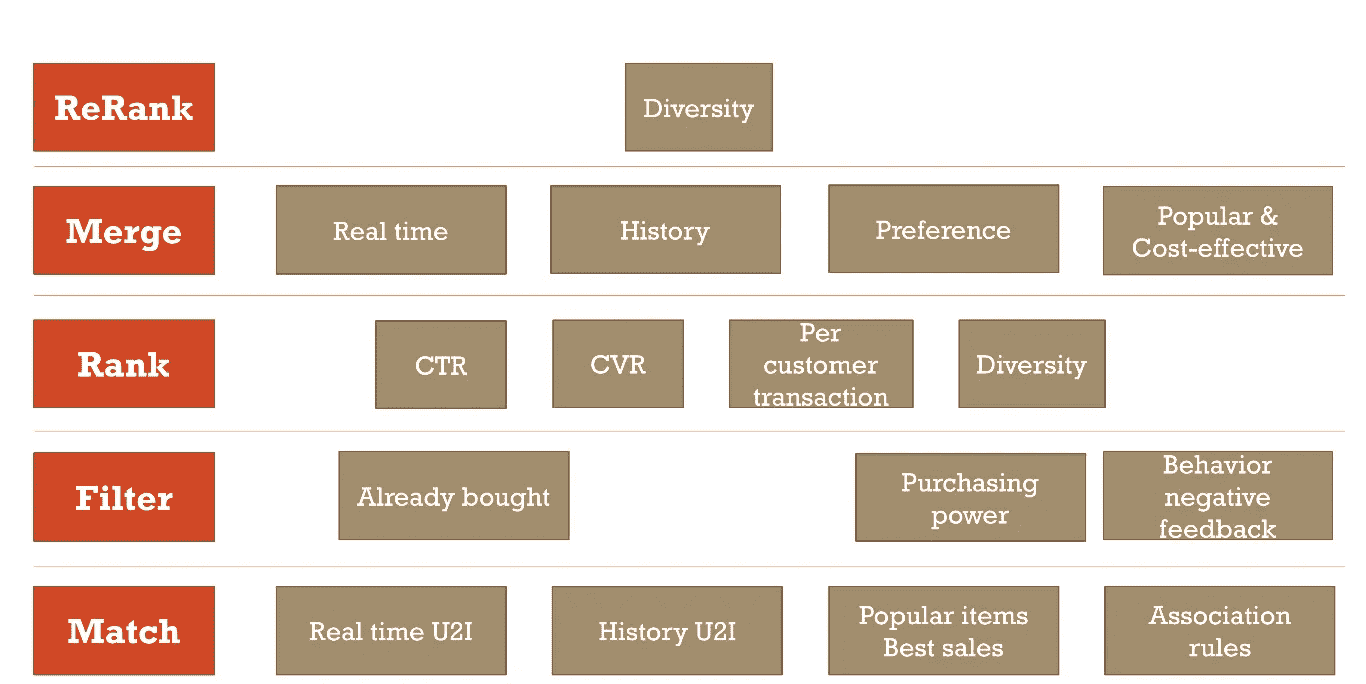 ReRank
Diversity
Merge
Real time
History
Preference
Popular &
Cost-effective
Rank
CTR
CVR
Per
customer
transaction
Diversity
Filter
Already bought
Purchasing
power
Behavior
negative
feedback
Match
Real time U2I
History U2I
Popular items
Best sales
Association
rules